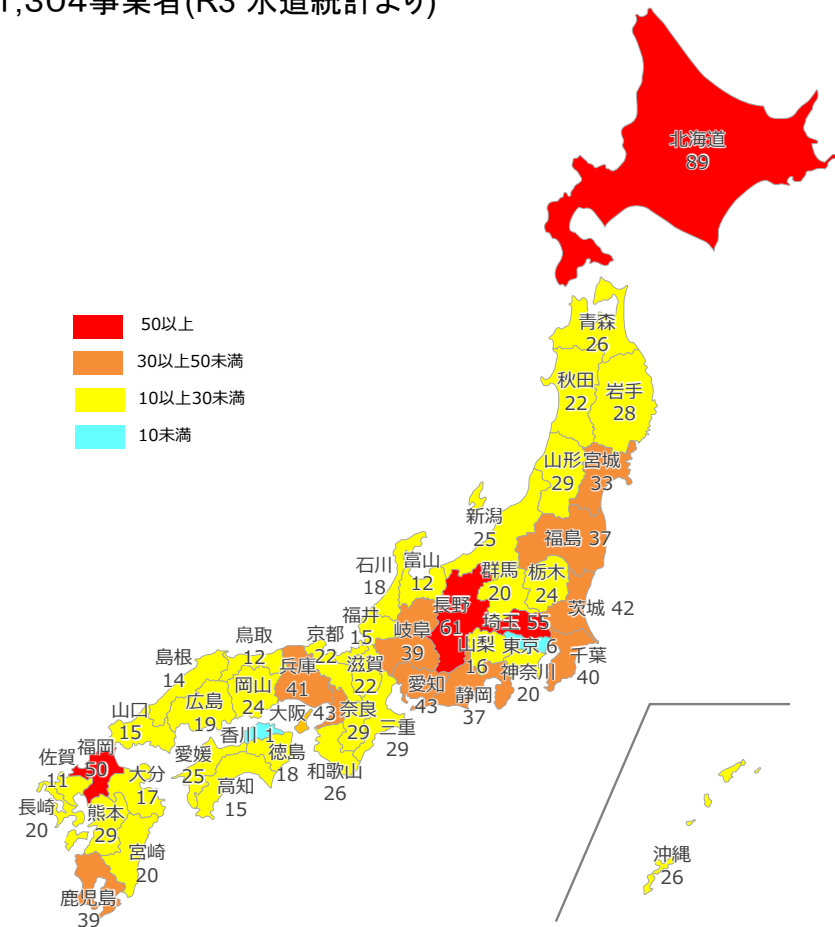 1,304事業者(R3 水道統計より)
北海道
89
50以上
30以上50未満
10以上30未満
10未満
青森
26
秋田
22
岩手
28
山形
29
宮城
33
新潟
25
福島 37
石川
18
富山
12
群馬
20
栃木
24
長野
61
埼玉 55
茨城 42
福井
15
岐阜
39
山梨
16
東京 6
千葉
40
神奈川
20
鳥取
12
京都
22
滋賀
22
愛知
43
静岡
37
島根
14
兵庫
41
岡山
24
広島
19
大阪 43
奈良
29
三重
29
山口
15
香川 1
徳島
18
和歌山
26
愛媛
25
高知
15
佐賀
11
福岡
50
大分
17
長崎
20
熊本
29
宮崎
20
鹿児島
39
沖縄
26